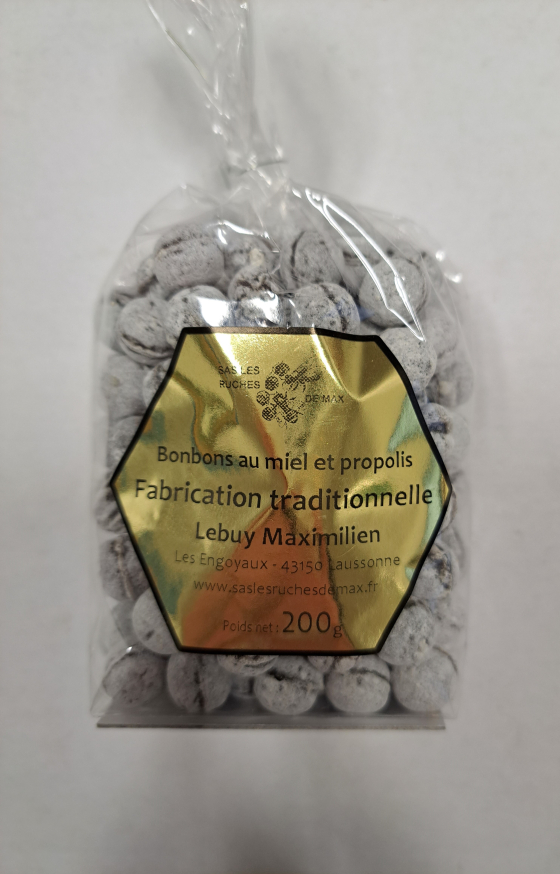 SAS LES
RUCHES
DE MAX
Bonbons au miel et propolis
Fabrication traditionnelle
Lebuy Maximilien
Les Engoyaux - 43150 Laussonne
www.saslesruchesdemax.fr
Poids net : 200g